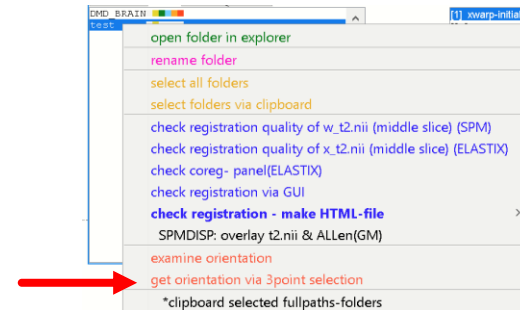 DMD_BRAIN
[1] xwarp-initial
test
open folder in explorer
rename folder
select all folders
select folders via clipboard
check registration quality of w_t2.nii (middle slice) (SPM)
check registration quality of x_t2.nii (middle slice) (ELASTIX)
check coreg- panel(ELASTIX)
check registration via GUI
check registration - make HTML-file
SPMDISP: overlay t2.nii & ALLen(GM)
examine orientation
get orientation via 3point selection
*clipboard selected fullpaths-folders